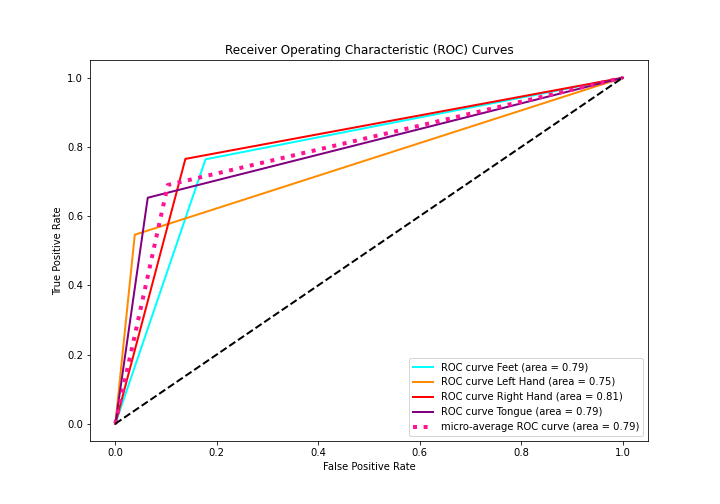 Receiver Operating Characteristic (ROC) Curves
True Positive Rate
1.0
0.8
0.6
0.4
0.2
0.0
0.0 0.2 0.4 0.6 0.8 1.0
False Positive Rate
ROC curve Feet (area = 0.79)
ROC curve Left Hand (area = 0.75)
ROC curve Right Hand (area = 0.81)
ROC curve Tongue (area = 0.79)
micro-average ROC curve (area = 0.79)